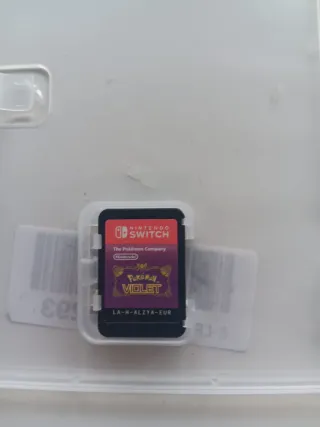 NINTENDO
SWITCH
The Pokémon Company
Nintendo
Pokémon
VIOLET
LA-H-ALZYA-EUR